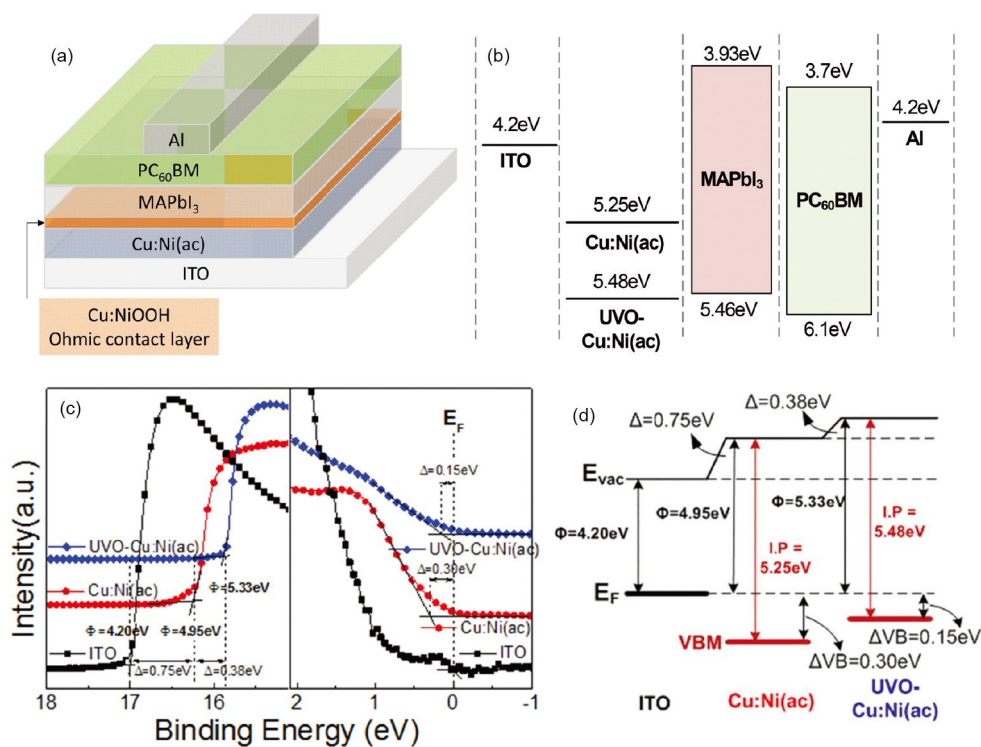 (a)
Al
PC₆₀BM
MAPbI₃
Cu:Ni(ac)
ITO
Cu:NiOOH
Ohmic contact layer
(b)
4.2eV
ITO
5.25eV
Cu:Ni(ac)
5.48eV
UVO-
Cu:Ni(ac)
3.93eV
MAPbI₃
5.46eV
3.7eV
PC₆₀BM
6.1eV
4.2eV
Al
(c)
Intensity(a.u.)
UVO-Cu:Ni(ac)
Cu:Ni(ac)
ITO
Φ=4.20eV
Φ=4.95eV
Φ=5.33eV
Δ=0.75eV
Δ=0.38eV
E_F
Δ=0.15eV
UVO-Cu:Ni(ac)
Δ=0.30eV
Cu:Ni(ac)
ITO
18 17 16 2 1 0 -1
Binding Energy (eV)
(d)
Δ=0.75eV
Δ=0.38eV
Evac
Φ=4.20eV
Φ=4.95eV
Φ=5.33eV
I.P =
5.25eV
I.P =
5.48eV
E_F
VBM
ΔVB=0.15eV
ΔVB=0.30eV
ITO
Cu:Ni(ac)
UVO-
Cu:Ni(ac)